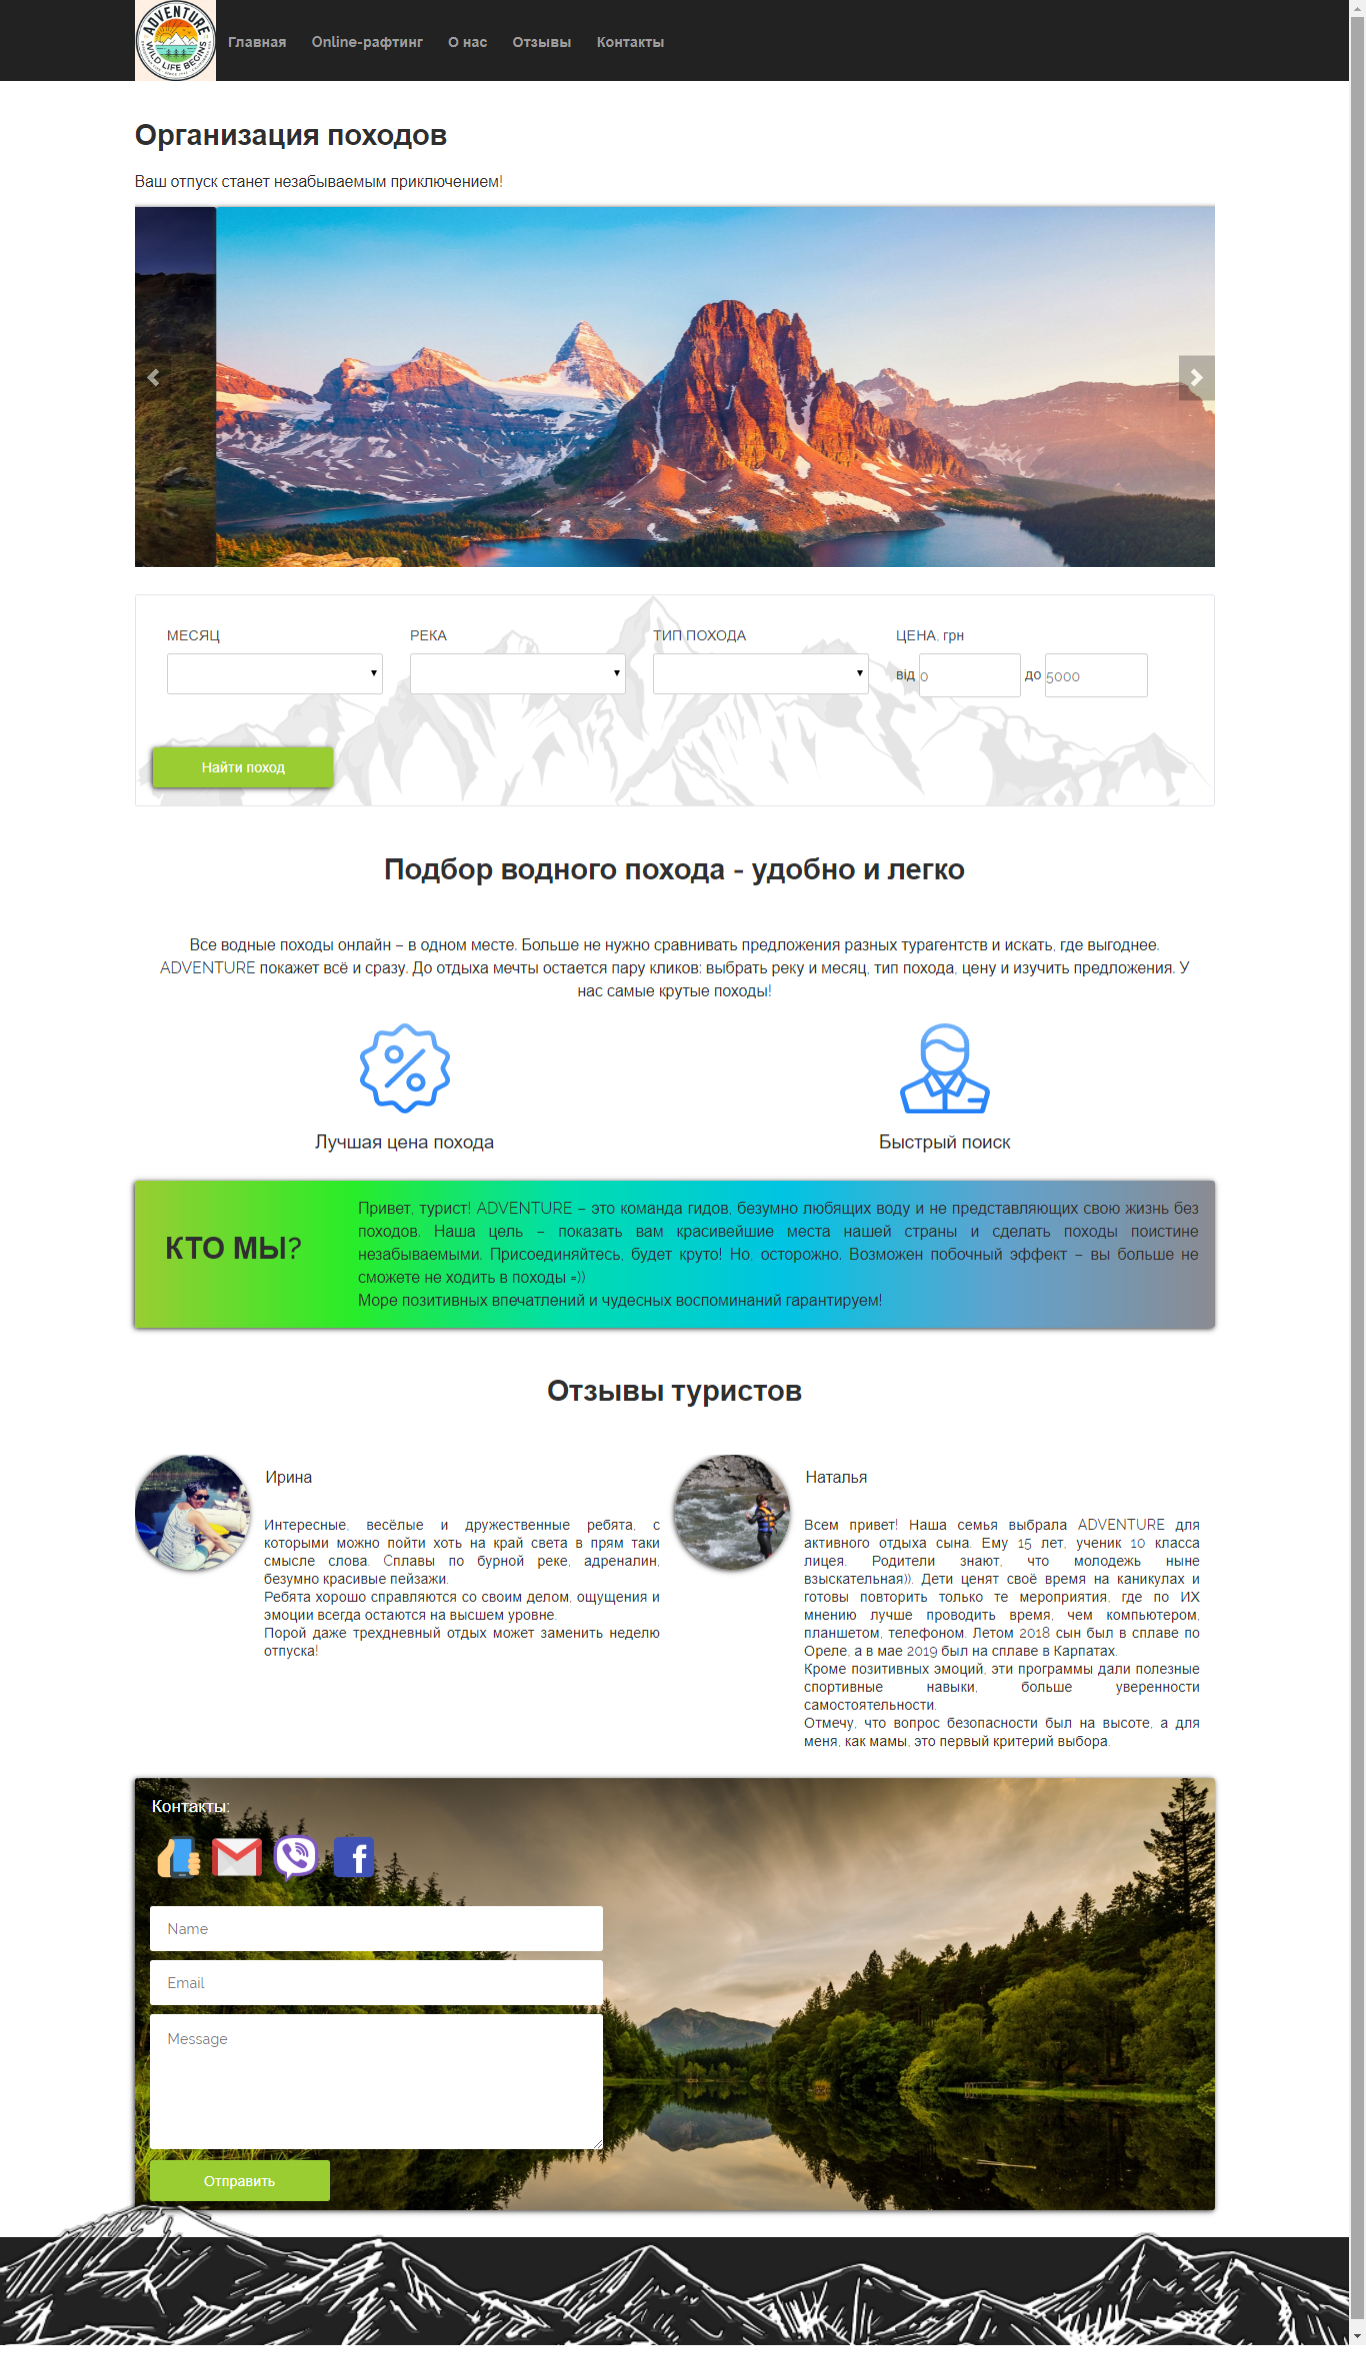 ADVENTURE
WILD LIFE BEGINS
Главная Online-рафтинг О нас Отзывы Контакты
Организация походов
Ваш отпуск станет незабываемым приключением!
МЕСЯЦ РЕКА ТИП ПОХОДА ЦЕНА, грн
від 0 до 5000
Найти поход
Подбор водного похода - удобно и легко
Все водные походы онлайн – в одном месте. Больше не нужно сравнивать предложения разных турагентств и искать, где выгоднее.
ADVENTURE покажет всё и сразу. До отдыха мечты остается пару кликов: выбрать реку и месяц, тип похода, цену и изучить предложения. У
нас самые крутые походы!
Лучшая цена похода
Быстрый поиск
КТО МЫ?
Привет, турист! ADVENTURE – это команда гидов, безумно любящих воду и не представляющих свою жизнь без
походов. Наша цель – показать вам красивейшие места нашей страны и сделать походы поистине
незабываемыми. Присоединяйтесь, будет круто! Но, осторожно. Возможен побочный эффект – вы больше не
сможете не ходить в походы =))
Море позитивных впечатлений и чудесных воспоминаний гарантируем!
Отзывы туристов
Ирина
Интересные, весёлые и дружественные ребята, с
которыми можно пойти хоть на край света в прям таки
смысле слова. Сплавы по бурной реке, адреналин,
безумно красивые пейзажи.
Ребята хорошо справляются со своим делом, ощущения и
эмоции всегда остаются на высшем уровне.
Порой даже трехдневный отдых может заменить неделю
отпуска!
Наталья
Всем привет! Наша семья выбрала ADVENTURE для
активного отдыха сына. Ему 15 лет, ученик 10 класса
лицея. Родители знают, что молодежь ныне
взыскательная)). Дети ценят своё время на каникулах и
готовы повторить только те мероприятия, где по ИХ
мнению лучше проводить время, чем компьютером,
планшетом, телефоном. Летом 2018 сын был в сплаве по
Ореле, а в мае 2019 был на сплаве в Карпатах.
Кроме позитивных эмоций, эти программы дали полезные
спортивные навыки, больше уверенности
самостоятельности.
Отмечу, что вопрос безопасности был на высоте, а для
меня, как мамы, это первый критерий выбора.
Контакты:
Name
Email
Message
Отправить